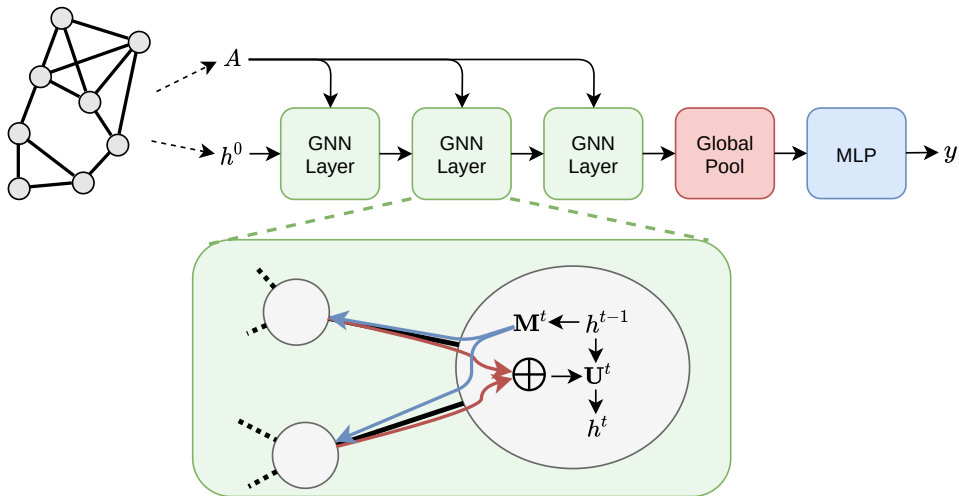 A
h^0
GNN
Layer
GNN
Layer
GNN
Layer
Global
Pool
MLP
y
M^t
h^{t-1}
⊕
U^t
h^t